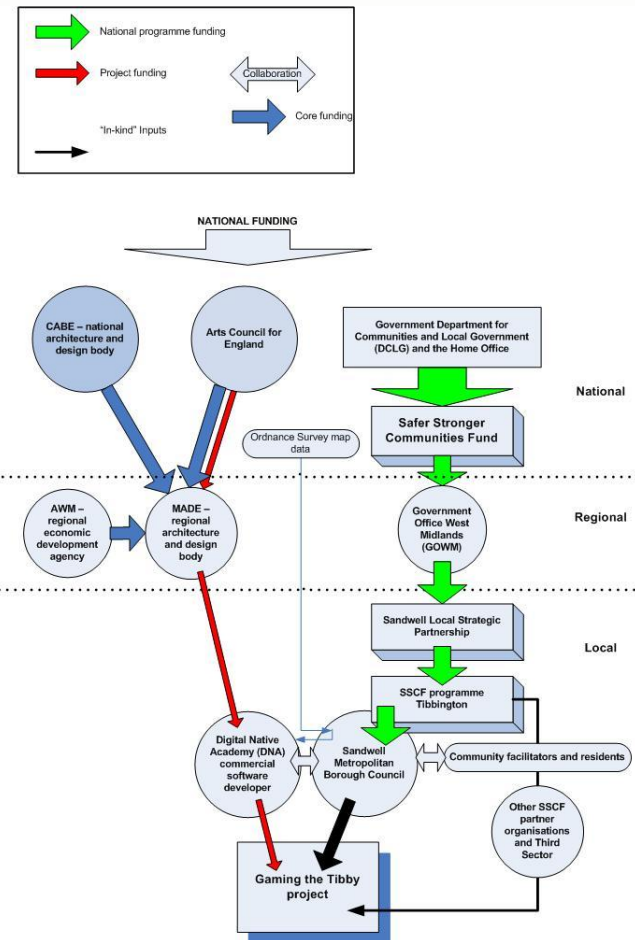 National programme funding
Project funding
Collaboration
Core funding
"In-kind" Inputs
NATIONAL FUNDING
CABE – national
architecture and
design body
Arts Council for
England
Government Department for
Communities and Local Government
(DCLG) and the Home Office
National
Safer Stronger
Communities Fund
Ordnance Survey map
data
AWM –
regional
economic
development
agency
MADE –
regional
architecture
and design
body
Government
Office West
Midlands
(GOWM)
Regional
Sandwell Local Strategic
Partnership
Local
SSCF programme
Tibbington
Digital Native
Academy (DNA)
commercial
software
developer
Sandwell
Metropolitan
Borough Council
Community facilitators and residents
Other SSCF
partner
organisations
and Third
Sector
Gaming the Tibby
project